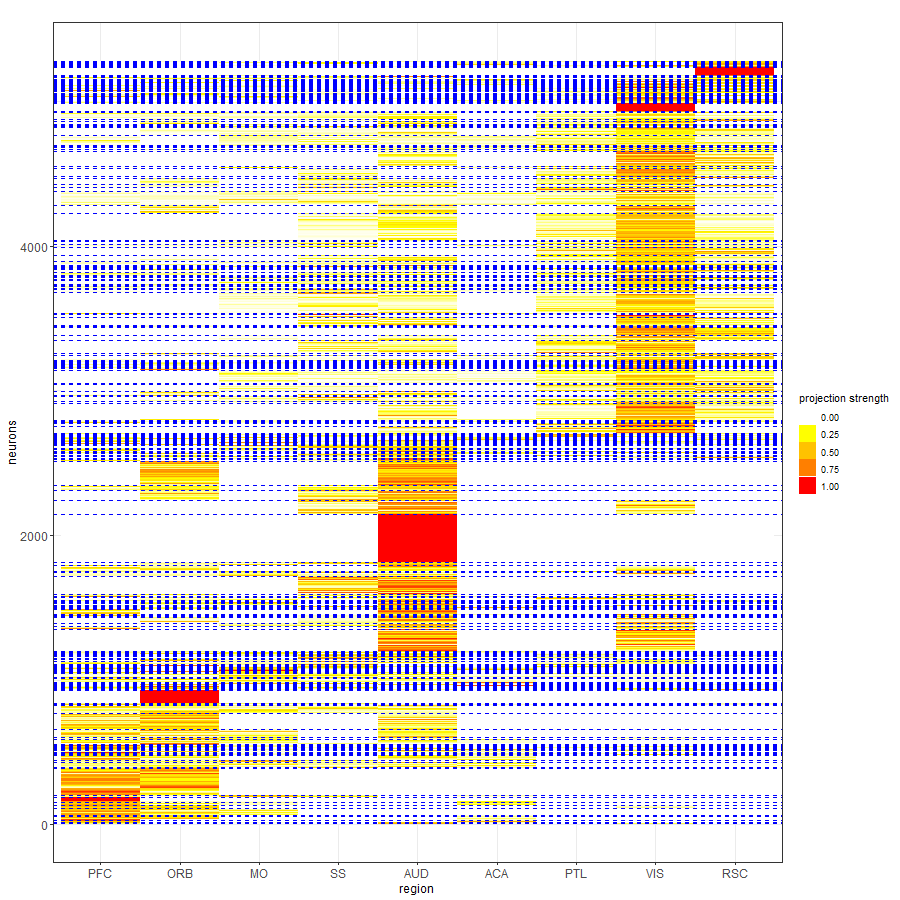 neurons
4000
2000
0
PFC ORB MO SS AUD ACA PTL VIS RSC
region
projection strength
0.00
0.25
0.50
0.75
1.00